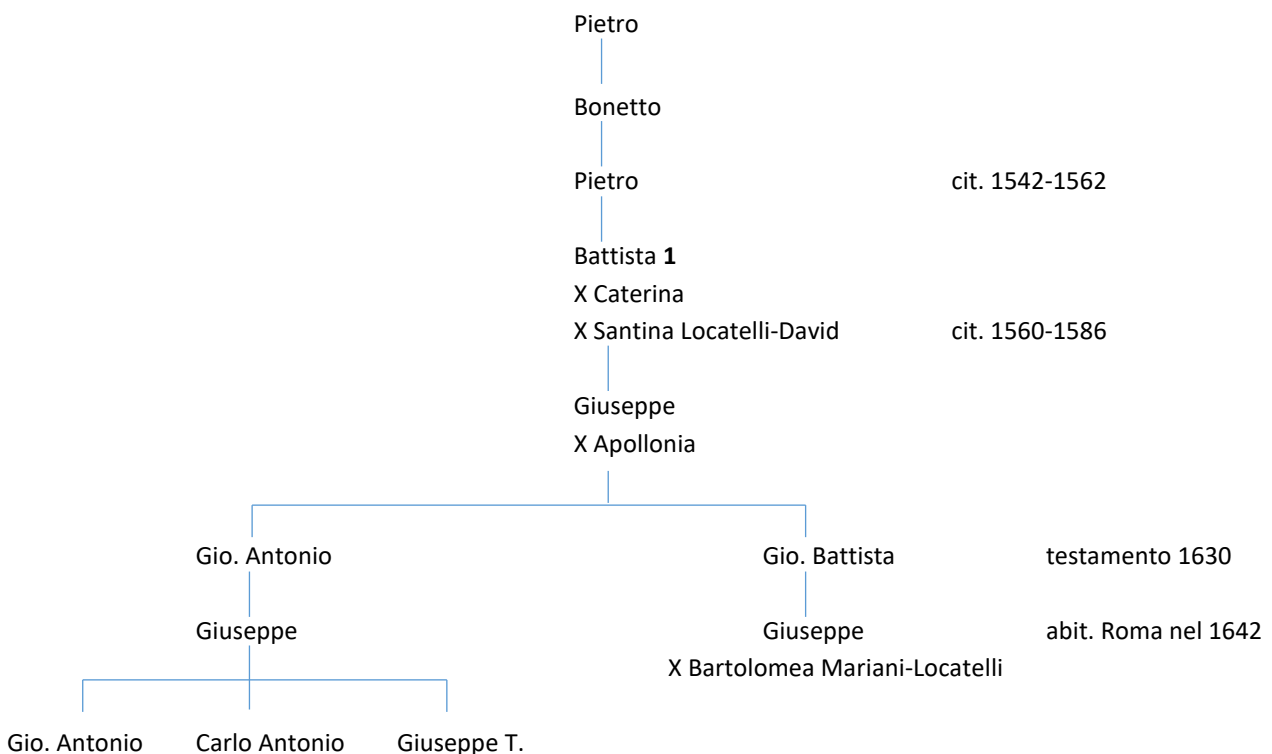 Pietro
Bonetto
Pietro cit. 1542-1562
Battista 1
X Caterina
X Santina Locatelli-David cit. 1560-1586
Giuseppe
X Apollonia
Gio. Antonio Gio. Battista testamento 1630
Giuseppe Giuseppe abit. Roma nel 1642
X Bartolomea Mariani-Locatelli
Gio. Antonio Carlo Antonio Giuseppe T.